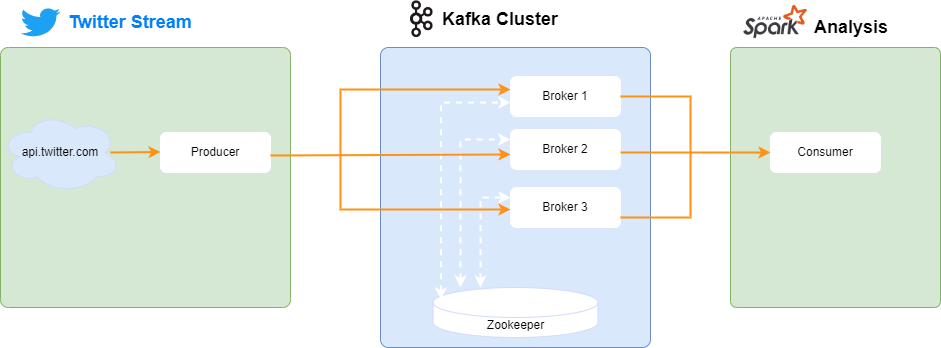 Twitter Stream
Kafka Cluster
APACHE
Spark
Analysis
api.twitter.com
Producer
Broker 1
Broker 2
Broker 3
Zookeeper
Consumer